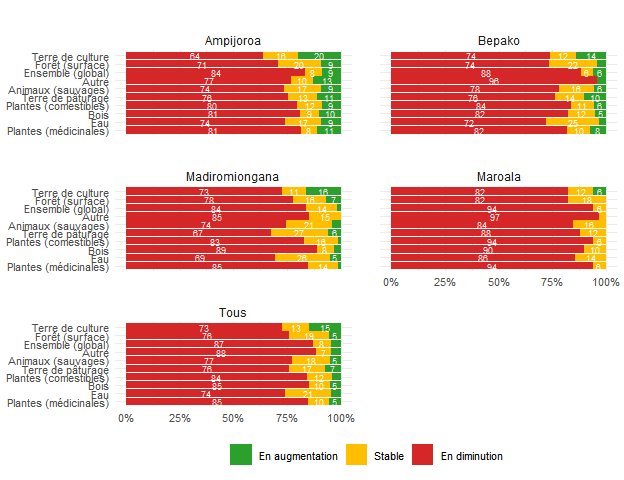 Ampijoroa
Bepako
Terre de culture 64 16 20 74 12 14
Forêt (surface) 71 20 9 74 22
Ensemble (global) 84 8 9 88 6 6
Autre 77 10 13 96
Animaux (sauvages) 74 17 9 78 16 6
Terre de pâturage 76 13 11 76 14 10
Plantes (comestibles) 80 12 9 84 11 6
Bois 81 9 10 82 12 5
Eau 74 17 9 72 25
Plantes (médicinales) 81 8 11 82 10 8
Madiromiongana
Maroala
Terre de culture 73 11 16 82 12 6
Forêt (surface) 78 16 7 82 18
Ensemble (global) 84 14 94 6
Autre 85 15 97
Animaux (sauvages) 74 21 84 16
Terre de pâturage 67 27 6 88 12
Plantes (comestibles) 83 16 94 6
Bois 89 8 90 10
Eau 69 26 5 86 14
Plantes (médicinales) 85 14 94 6
0% 25% 50% 75% 100%
Tous
Terre de culture 73 13 15
Forêt (surface) 76 19 5
Ensemble (global) 87 8
Autre 88 7
Animaux (sauvages) 77 18 5
Terre de pâturage 76 17 7
Plantes (comestibles) 84 12
Bois 85 10 5
Eau 74 21
Plantes (médicinales) 85 10 5
0% 25% 50% 75% 100%
En augmentation Stable En diminution